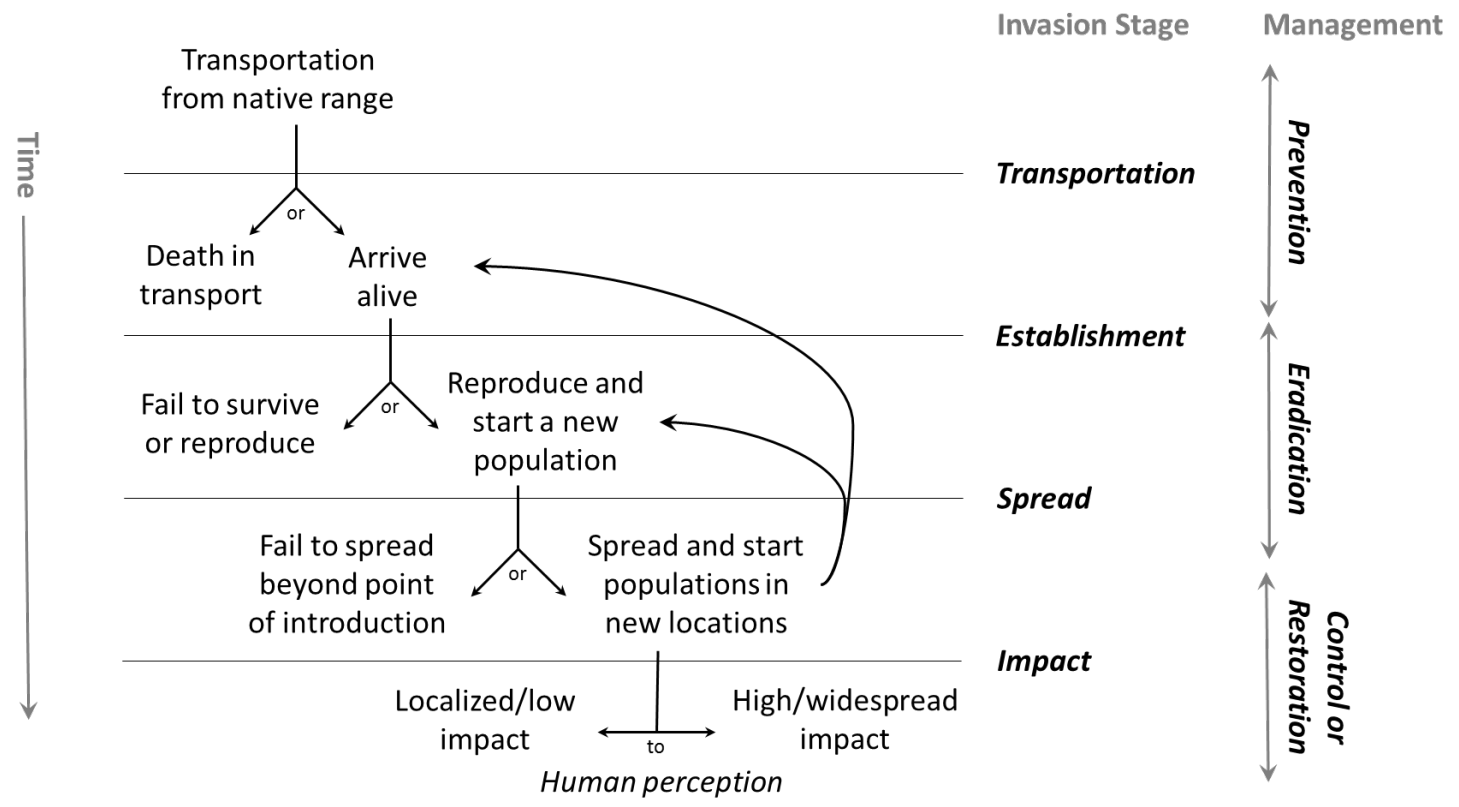 Invasion Stage
Management
Time
Transportation
from native range
Prevention
Transportation
or
Death in
transport
Arrive
alive
Establishment
Eradication
Fail to survive
or reproduce
or
Reproduce and
start a new
population
Spread
Fail to spread
beyond point
of introduction
or
Spread and start
populations in
new locations
Control or
Restoration
Impact
Localized/low
impact
to
High/widespread
impact
Human perception